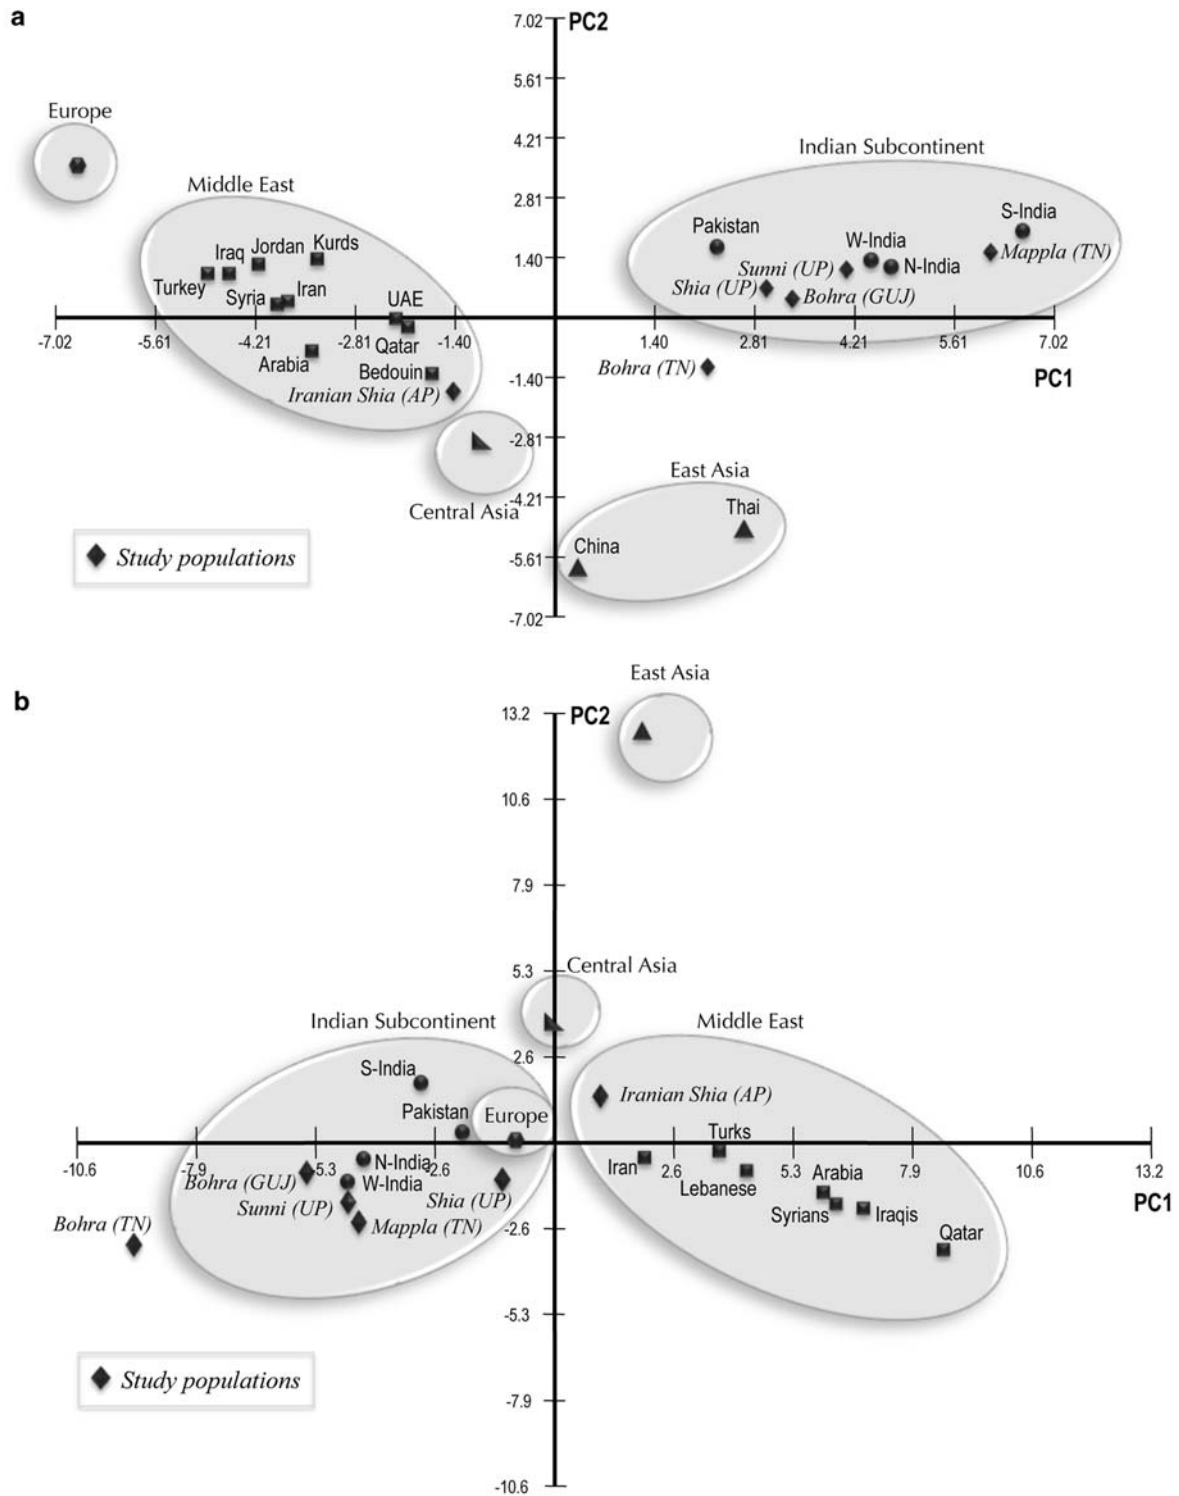 a
7.02 PC2
5.61
Europe
4.21
Indian Subcontinent
Middle East
2.81
S-India
Pakistan
Iraq Jordan Kurds
W-India
Mappla (TN)
1.40
Sunni (UP)
N-India
Turkey
Syria Iran
Shia (UP)
Bohra (GUJ)
UAE
-7.02 -5.61 -4.21 -2.81 -1.40 1.40 2.81 4.21 5.61 7.02
Qatar
Arabia
Bohra (TN)
Bedouin
-1.40
PC1
Iranian Shia (AP)
-2.81
East Asia
-4.21
Central Asia
Thai
China
-5.61
Study populations
-7.02
East Asia
b
13.2 PC2
10.6
7.9
5.3 Central Asia
Indian Subcontinent
Middle East
2.6
S-India
Iranian Shia (AP)
Pakistan
Europe
Turks
-10.6 -7.9 -5.3 -2.6 2.6 5.3 7.9 10.6 13.2
N-India
Iran
Bohra (GUJ)
W-India
Arabia
Lebanese
Shia (UP)
Sunni (UP)
PC1
Syrians
Iraqis
Bohra (TN)
Mappla (TN)
-2.6
Qatar
-5.3
Study populations
-7.9
-10.6